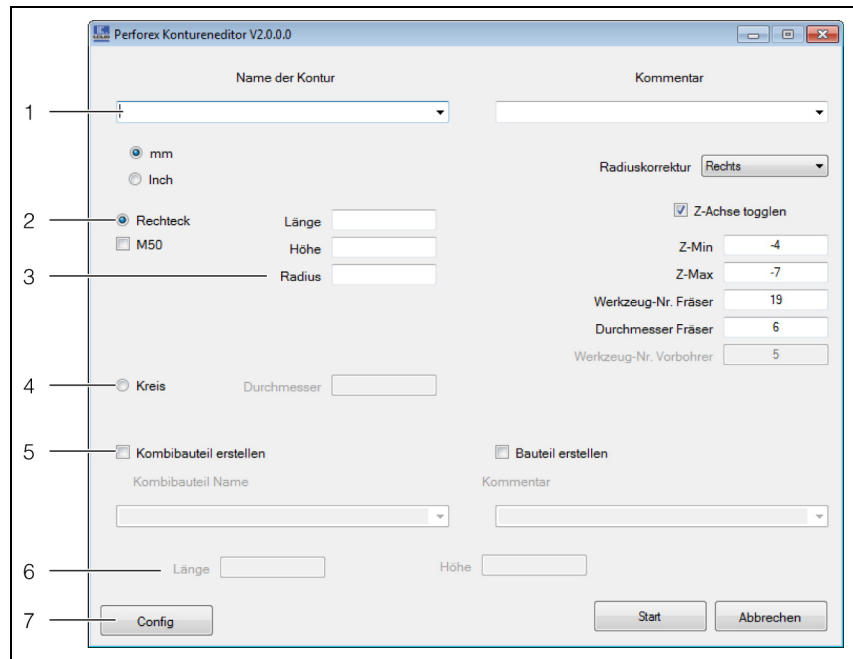 Perforex Kontureneditor V2.0.0.0
Name der Kontur
Kommentar
1
mm
Inch
Radiuskorrektur Rechts
2
Rechteck
Länge
Z-Achse togglen
M50
Höhe
Z-Min -4
3
Radius
Z-Max -7
Werkzeug-Nr. Fräser 19
Durchmesser Fräser 6
Werkzeug-Nr. Vorbohrer 5
4
Kreis
Durchmesser
5
Kombibauteil erstellen
Bauteil erstellen
Kombibauteil Name
Kommentar
6
Länge
Höhe
7
Config
Start
Abbrechen